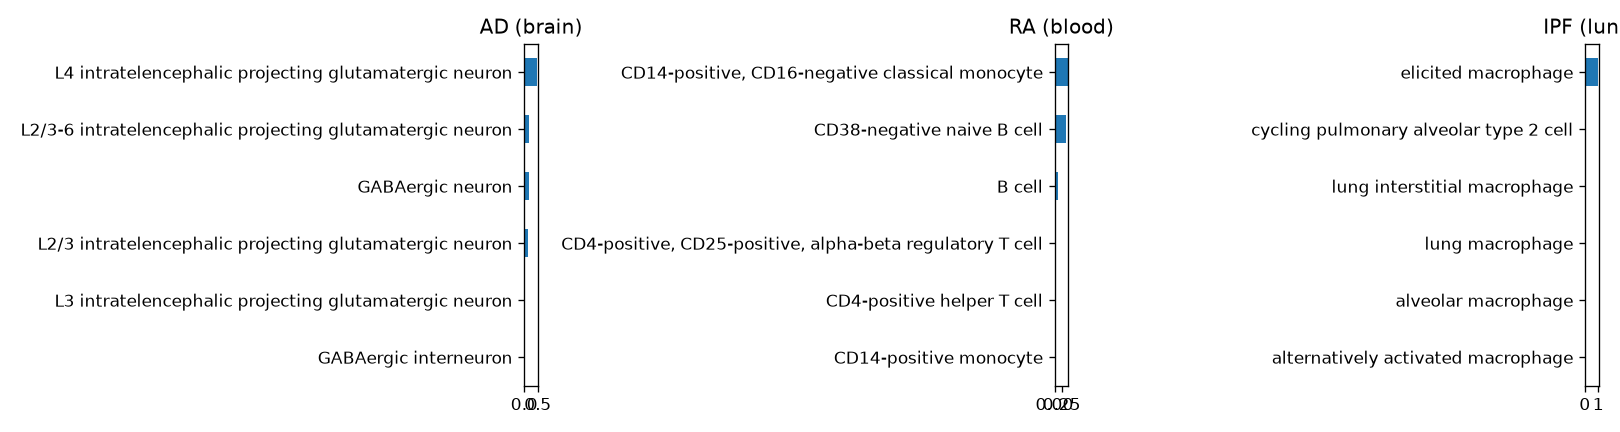 AD (brain)
L4 intratelencephalic projecting glutamatergic neuron
L2/3-6 intratelencephalic projecting glutamatergic neuron
GABAergic neuron
L2/3 intratelencephalic projecting glutamatergic neuron
L3 intratelencephalic projecting glutamatergic neuron
GABAergic interneuron
0.5
RA (blood)
CD14-positive, CD16-negative classical monocyte
CD38-negative naive B cell
B cell
CD4-positive, CD25-positive, alpha-beta regulatory T cell
CD4-positive helper T cell
CD14-positive monocyte
IPF (lun
elicited macrophage
cycling pulmonary alveolar type 2 cell
lung interstitial macrophage
lung macrophage
alveolar macrophage
alternatively activated macrophage
0 1